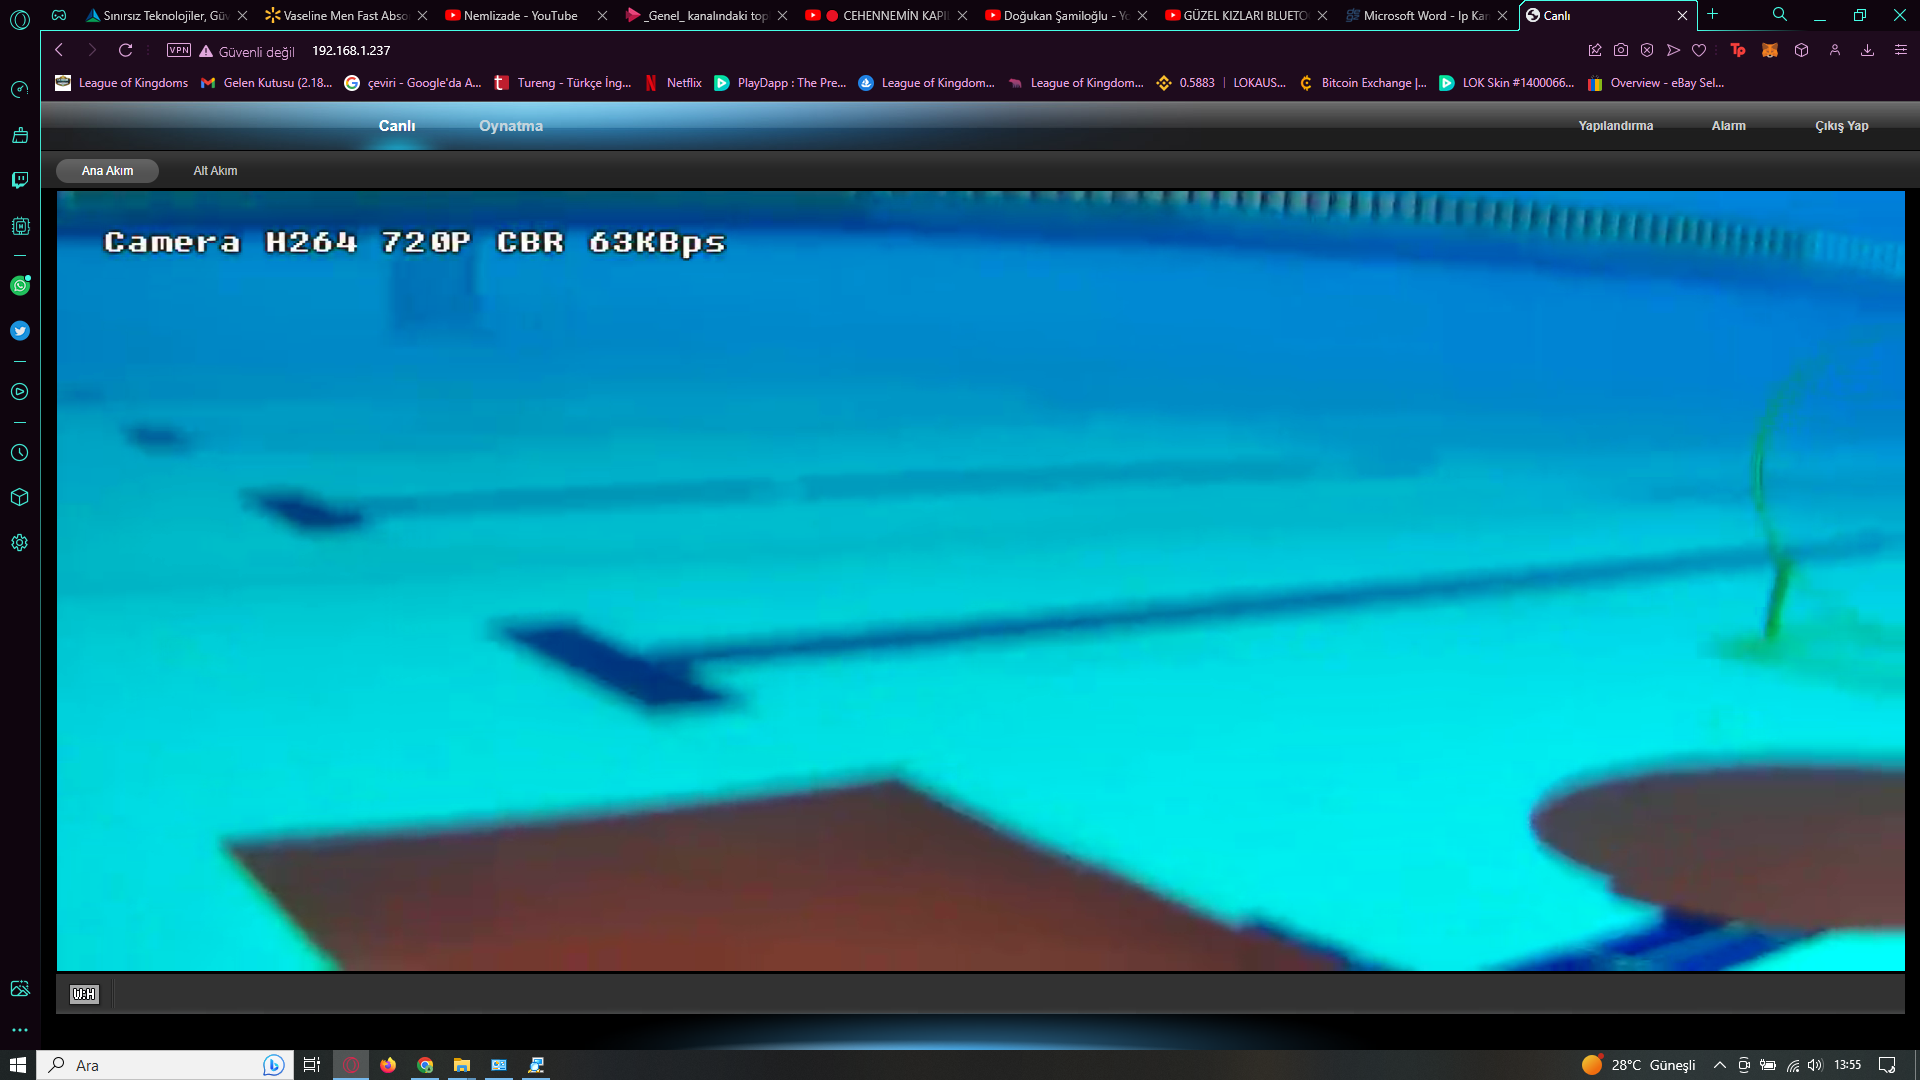 Sınırsız Teknolojiler, Gü
Vaseline Men Fast Abso
Nemlizade - YouTube
_Genel_ kanalındaki top
CEHENNEMİN KAPI
Doğukan Şamiloğlu - Yo
GÜZEL KIZLARI BLUETO
Microsoft Word - Ip Kar
Canlı
VPN Güvenli değil 192.168.1.237
League of Kingdoms
Gelen Kutusu (2.18...
çeviri - Google'da A...
Tureng - Türkçe İng...
Netflix
PlayDapp : The Pre...
League of Kingdom...
League of Kingdom...
0.5883 | LOKAUS...
Bitcoin Exchange |...
LOK Skin #1400066...
Overview - eBay Sel...
Canlı Oynatma Yapılandırma Alarm Çıkış Yap
Ana Akım Alt Akım
Camera H264 720P CBR 63KBps
W:H
Ara 28°C Güneşli 13:55